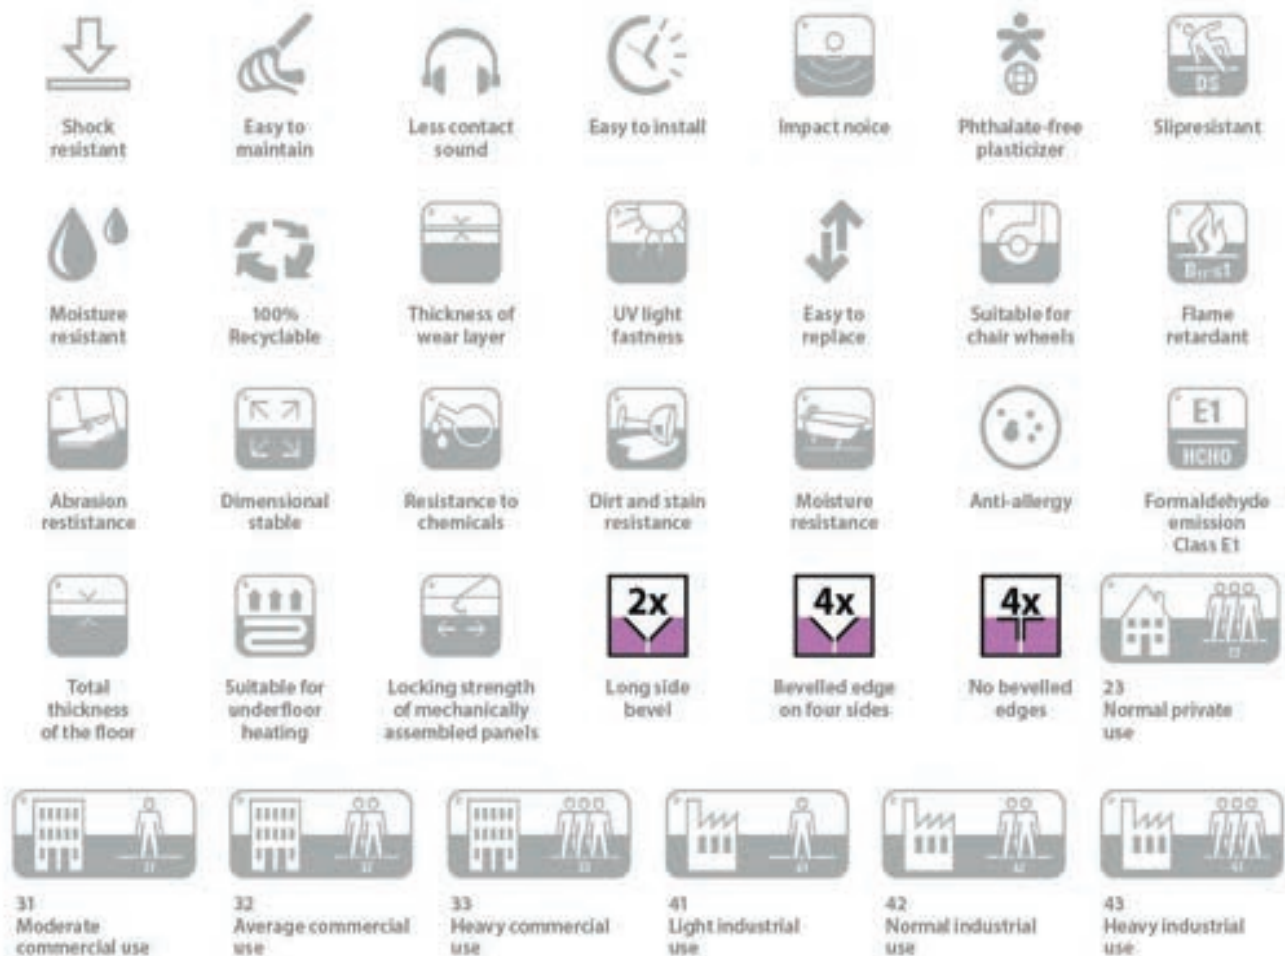 DS
Shock
resistant
Easy to
maintain
Less contact
sound
Easy to install
Impact noice
Phthalate-free
plasticizer
Slipresistant
Moisture
resistant
100%
Recyclable
Thickness of
wear layer
UV light
fastness
Easy to
replace
Suitable for
chair wheels
Flame
retardant
E1
HCHO
Abrasion
restistance
Dimensional
stable
Resistance to
chemicals
Dirt and stain
resistance
Moisture
resistance
Anti-allergy
Formaldehyde
emission
Class E1
2x
4x
4x
Total
thickness
of the floor
Suitable for
underfloor
heating
Locking strength
of mechanically
assembled panels
Long side
bevel
Bevelled edge
on four sides
No bevelled
edges
23
Normal private
use
31
Moderate
commercial use
32
Average commercial
use
33
Heavy commercial
use
41
Light industrial
use
42
Normal industrial
use
43
Heavy industrial
use